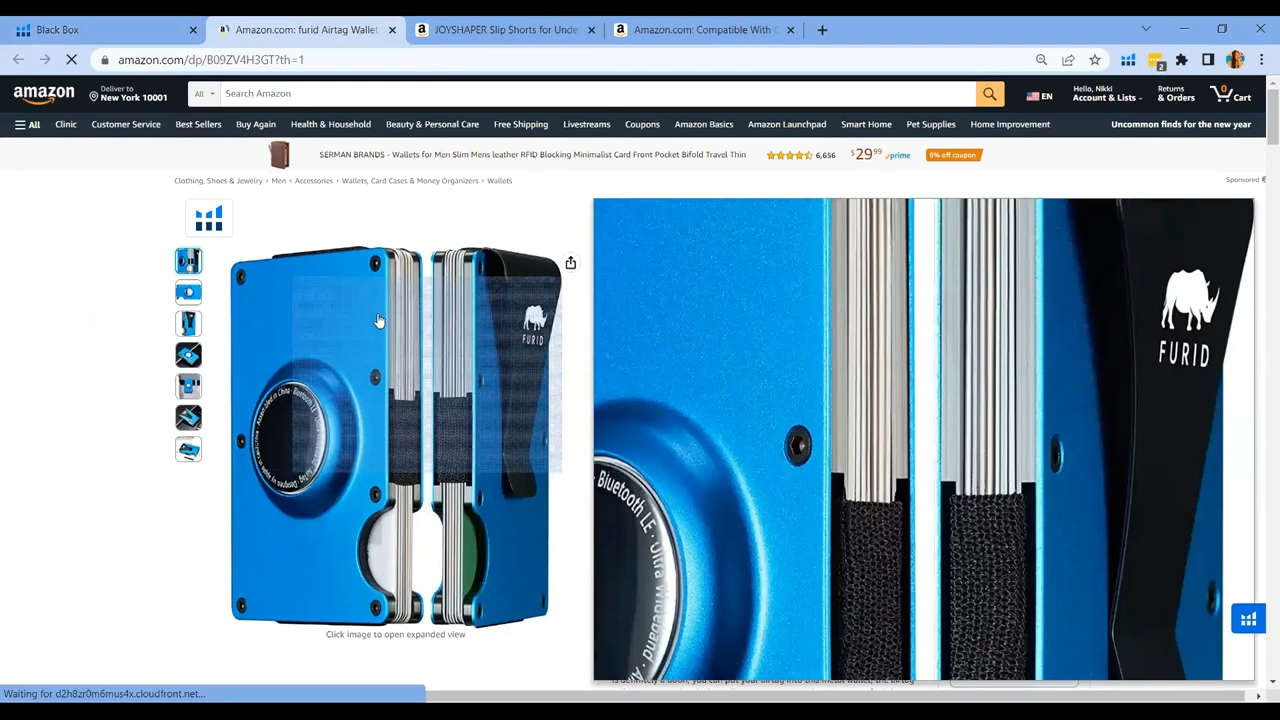 Black Box
Amazon.com: furid Airtag Wallet
JOYSHAPER Slip Shorts for Unde
Amazon.com: Compatible With
amazon.com/dp/B09ZV4H3GT?th=1
2
amazon
Deliver to
New York 10001
All
Search Amazon
EN
Hello, Nikki
Account & Lists
Returns
& Orders
0
Cart
All
Clinic
Customer Service
Best Sellers
Buy Again
Health & Household
Beauty & Personal Care
Free Shipping
Livestreams
Coupons
Amazon Basics
Amazon Launchpad
Smart Home
Pet Supplies
Home Improvement
Uncommon finds for the new year
SERMAN BRANDS - Wallets for Men Slim Mens leather RFID Blocking Minimalist Card Front Pocket Bifold Travel Thin
6,656
$29.99
prime
6% off coupon
Clothing, Shoes & Jewelry › Men › Accessories › Wallets, Card Cases & Money Organizers › Wallets
Sponsored
FURID
FURID
Bluetooth LE · Ultra Wideband
Click image to open expanded view
Waiting for d2h8zr0m6mus4x.cloudfront.net...